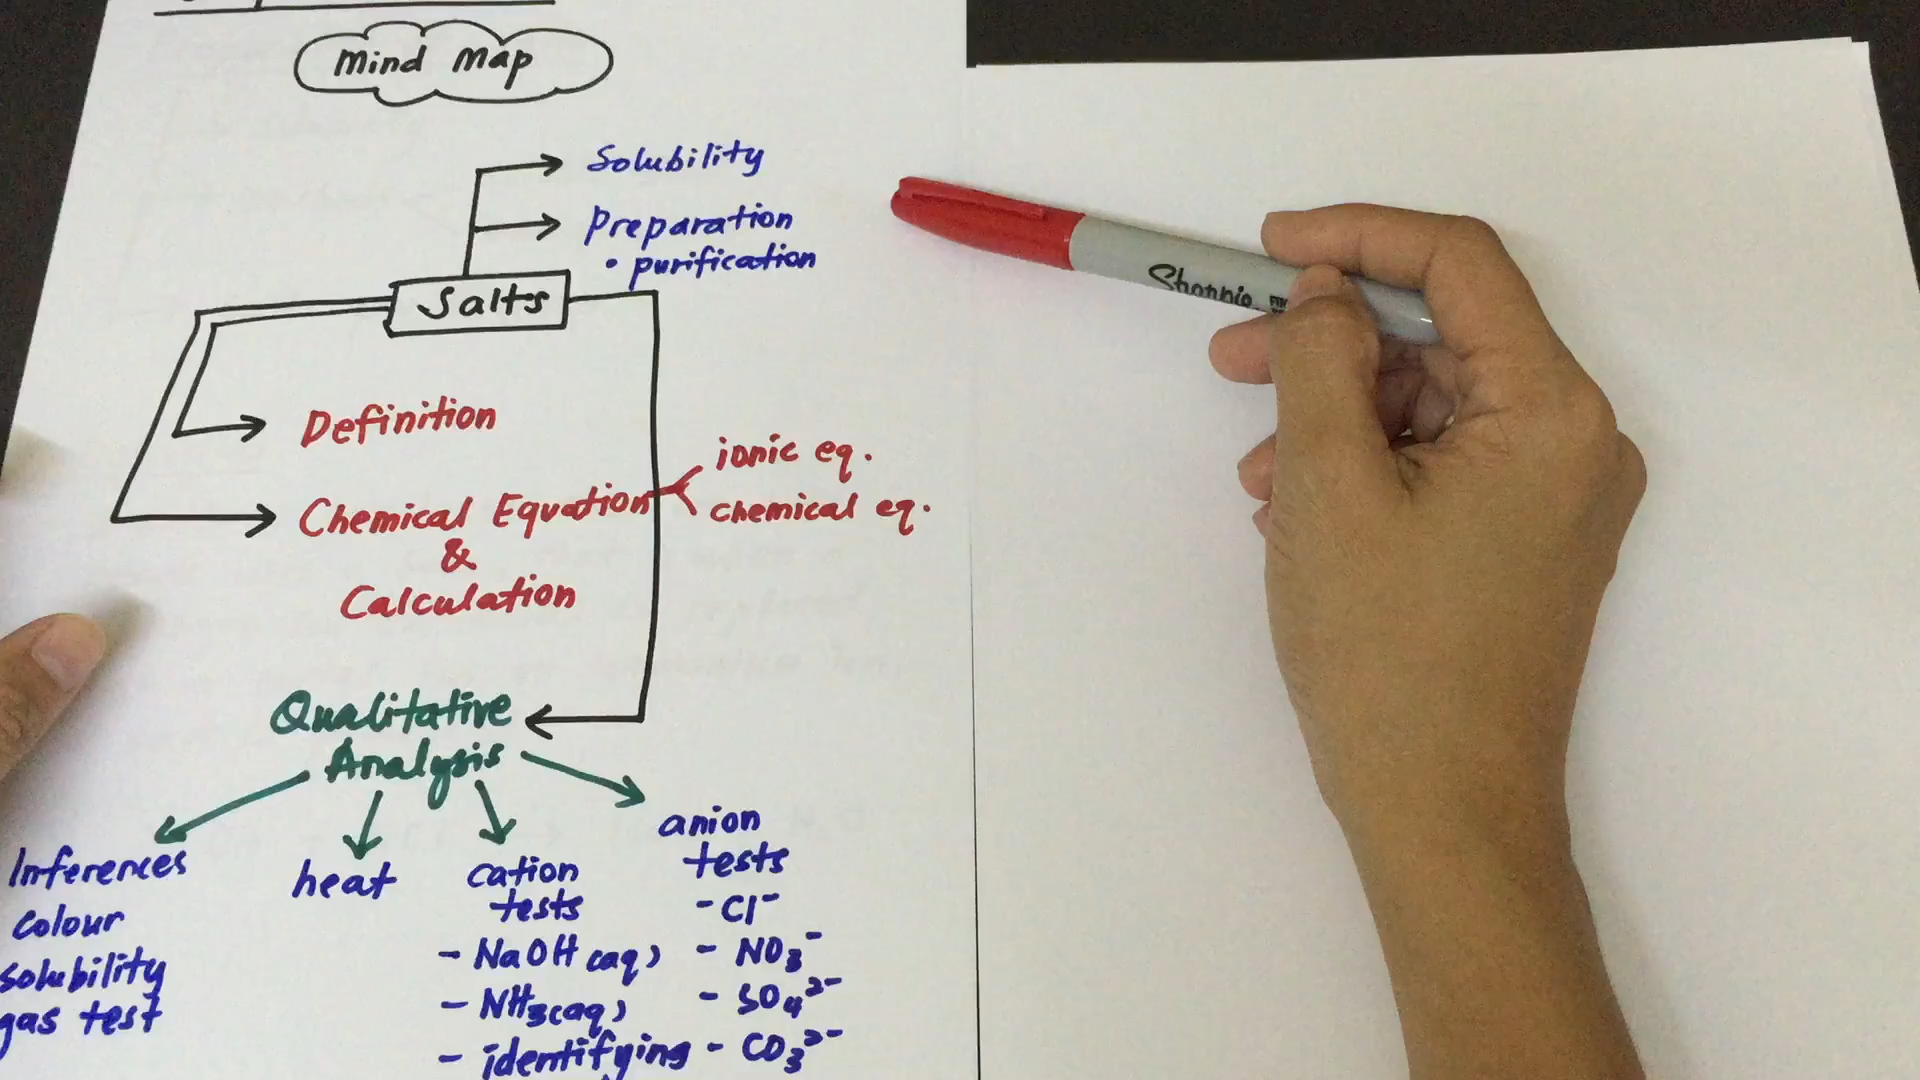 Mind Map
Solubility
Preparation
• purification
Salts
Definition
ionic eq.
Chemical Equation
chemical eq.
&
Calculation
Qualitative
Analysis
Inferences
colour
solubility
gas test
heat
cation
tests
- NaOH (aq)
- NH₃(aq)
- identifying
anion
tests
- Cl⁻
- NO₃⁻
- SO₄²⁻
- CO₃²⁻
Sharpie